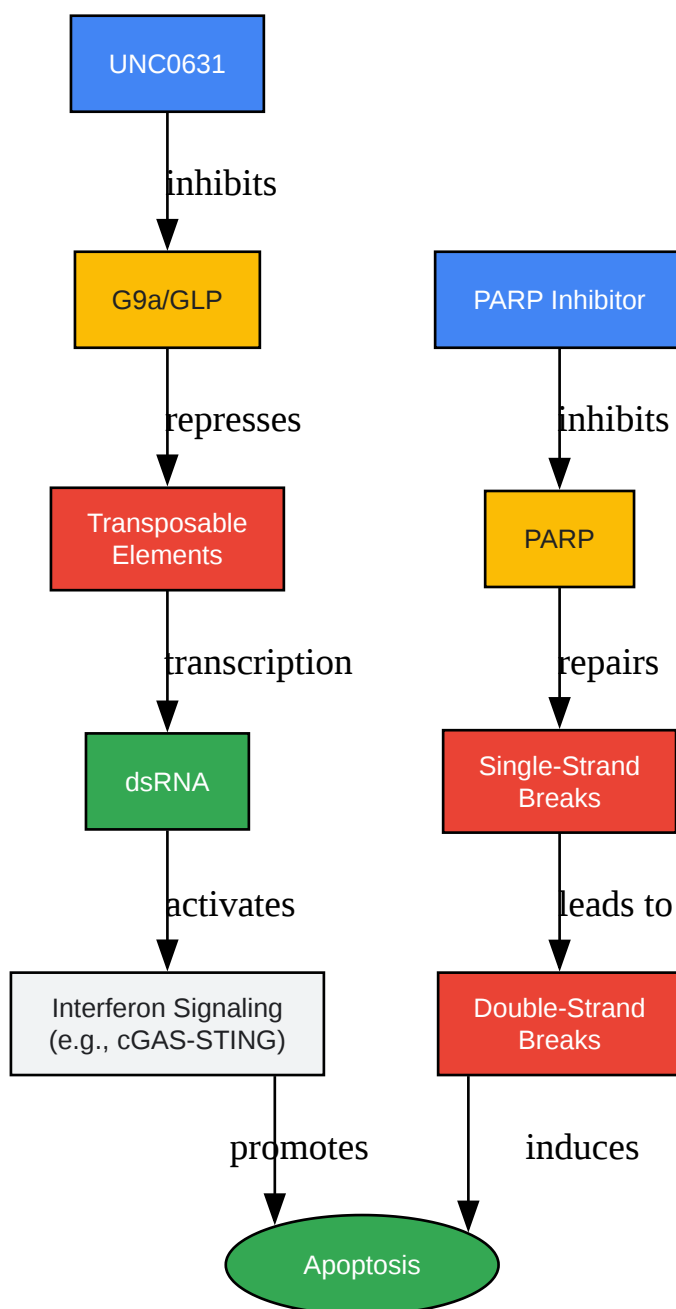 UNC0631
inhibits
G9a/GLP
PARP Inhibitor
represses
inhibits
Transposable
Elements
PARP
transcription
repairs
dsRNA
Single-Strand
Breaks
activates
leads to
Interferon Signaling
(e.g., cGAS-STING)
Double-Strand
Breaks
promotes
induces
Apoptosis